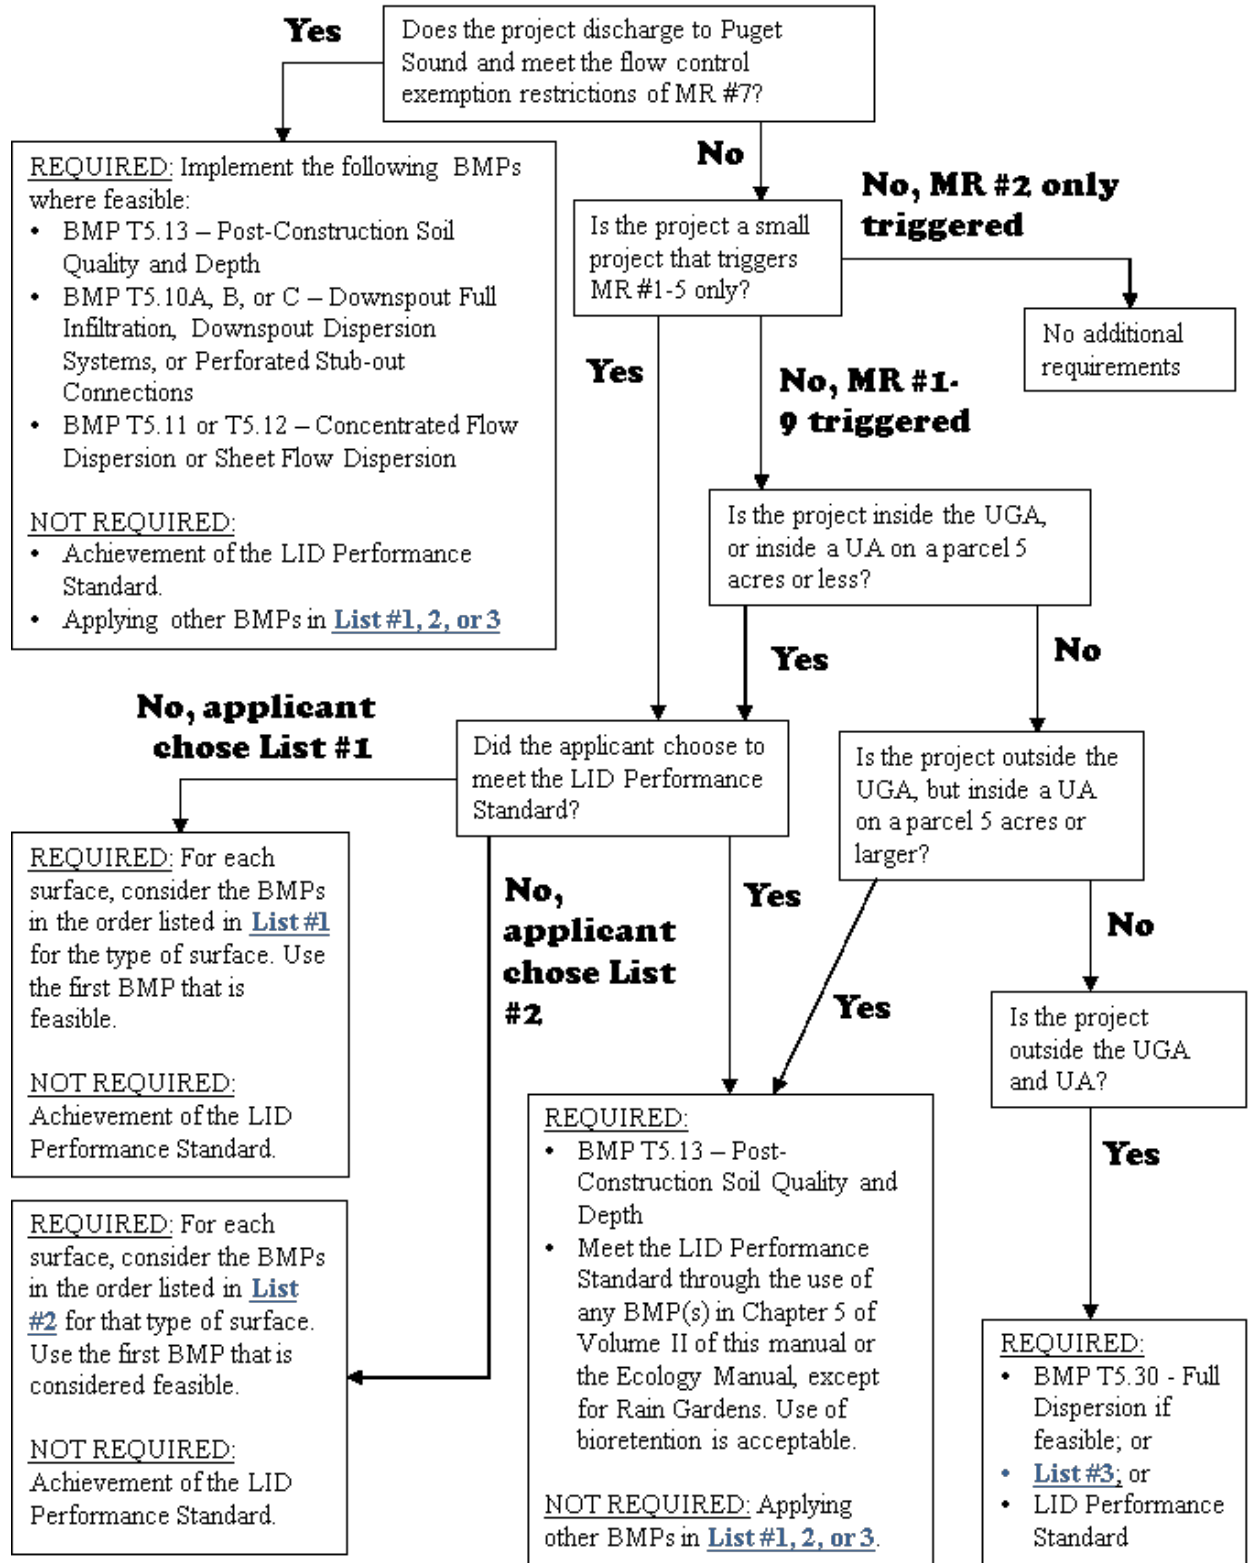 Yes
Does the project discharge to Puget
Sound and meet the flow control
exemption restrictions of MR #7?
No
REQUIRED: Implement the following BMPs
where feasible:
• BMP T5.13 – Post-Construction Soil
Quality and Depth
• BMP T5.10A, B, or C – Downspout Full
Infiltration, Downspout Dispersion
Systems, or Perforated Stub-out
Connections
• BMP T5.11 or T5.12 – Concentrated Flow
Dispersion or Sheet Flow Dispersion
NOT REQUIRED:
• Achievement of the LID Performance
Standard.
• Applying other BMPs in List #1, 2, or 3
Is the project a small
project that triggers
MR #1-5 only?
No, MR #2 only
triggered
No additional
requirements
Yes
No, MR #1-
9 triggered
Is the project inside the UGA,
or inside a UA on a parcel 5
acres or less?
Yes
No
No, applicant
chose List #1
Did the applicant choose to
meet the LID Performance
Standard?
Is the project outside the
UGA, but inside a UA
on a parcel 5 acres or
larger?
REQUIRED: For each
surface, consider the BMPs
in the order listed in List #1
for the type of surface. Use
the first BMP that is
feasible.
NOT REQUIRED:
Achievement of the LID
Performance Standard.
No,
applicant
chose List
#2
Yes
Yes
No
Is the project
outside the UGA
and UA?
Yes
REQUIRED: For each
surface, consider the BMPs
in the order listed in List
#2 for that type of surface.
Use the first BMP that is
considered feasible.
NOT REQUIRED:
Achievement of the LID
Performance Standard.
REQUIRED:
• BMP T5.13 – Post-
Construction Soil Quality and
Depth
• Meet the LID Performance
Standard through the use of
any BMP(s) in Chapter 5 of
Volume II of this manual or
the Ecology Manual, except
for Rain Gardens. Use of
bioretention is acceptable.
NOT REQUIRED: Applying
other BMPs in List #1, 2, or 3.
REQUIRED:
• BMP T5.30 - Full
Dispersion if
feasible; or
• List #3; or
• LID Performance
Standard